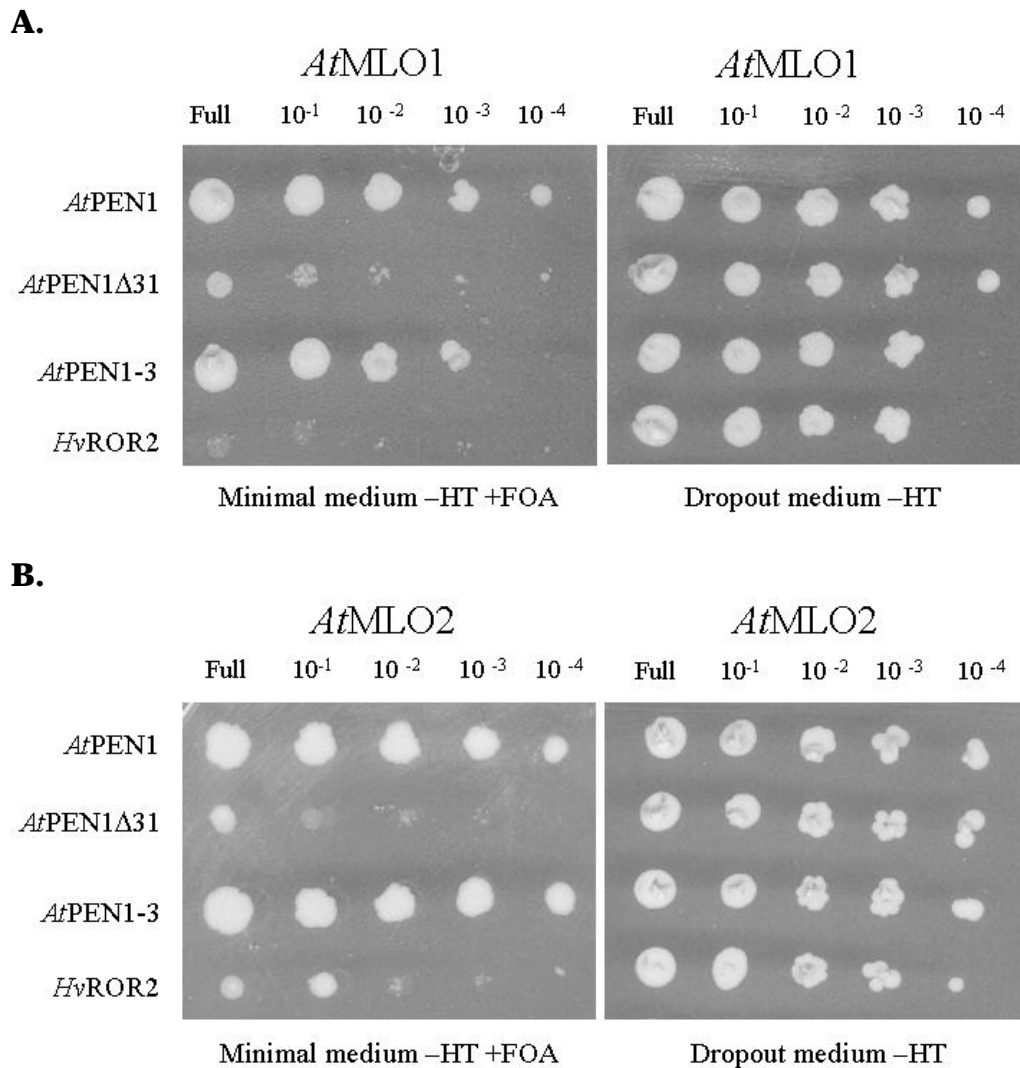 A.
AtMLO1 AtMLO1
Full 10⁻¹ 10⁻² 10⁻³ 10⁻⁴ Full 10⁻¹ 10⁻² 10⁻³ 10⁻⁴
AtPEN1
AtPEN1Δ31
AtPEN1-3
HvROR2
Minimal medium –HT +FOA Dropout medium –HT
B.
AtMLO2 AtMLO2
Full 10⁻¹ 10⁻² 10⁻³ 10⁻⁴ Full 10⁻¹ 10⁻² 10⁻³ 10⁻⁴
AtPEN1
AtPEN1Δ31
AtPEN1-3
HvROR2
Minimal medium –HT +FOA Dropout medium –HT